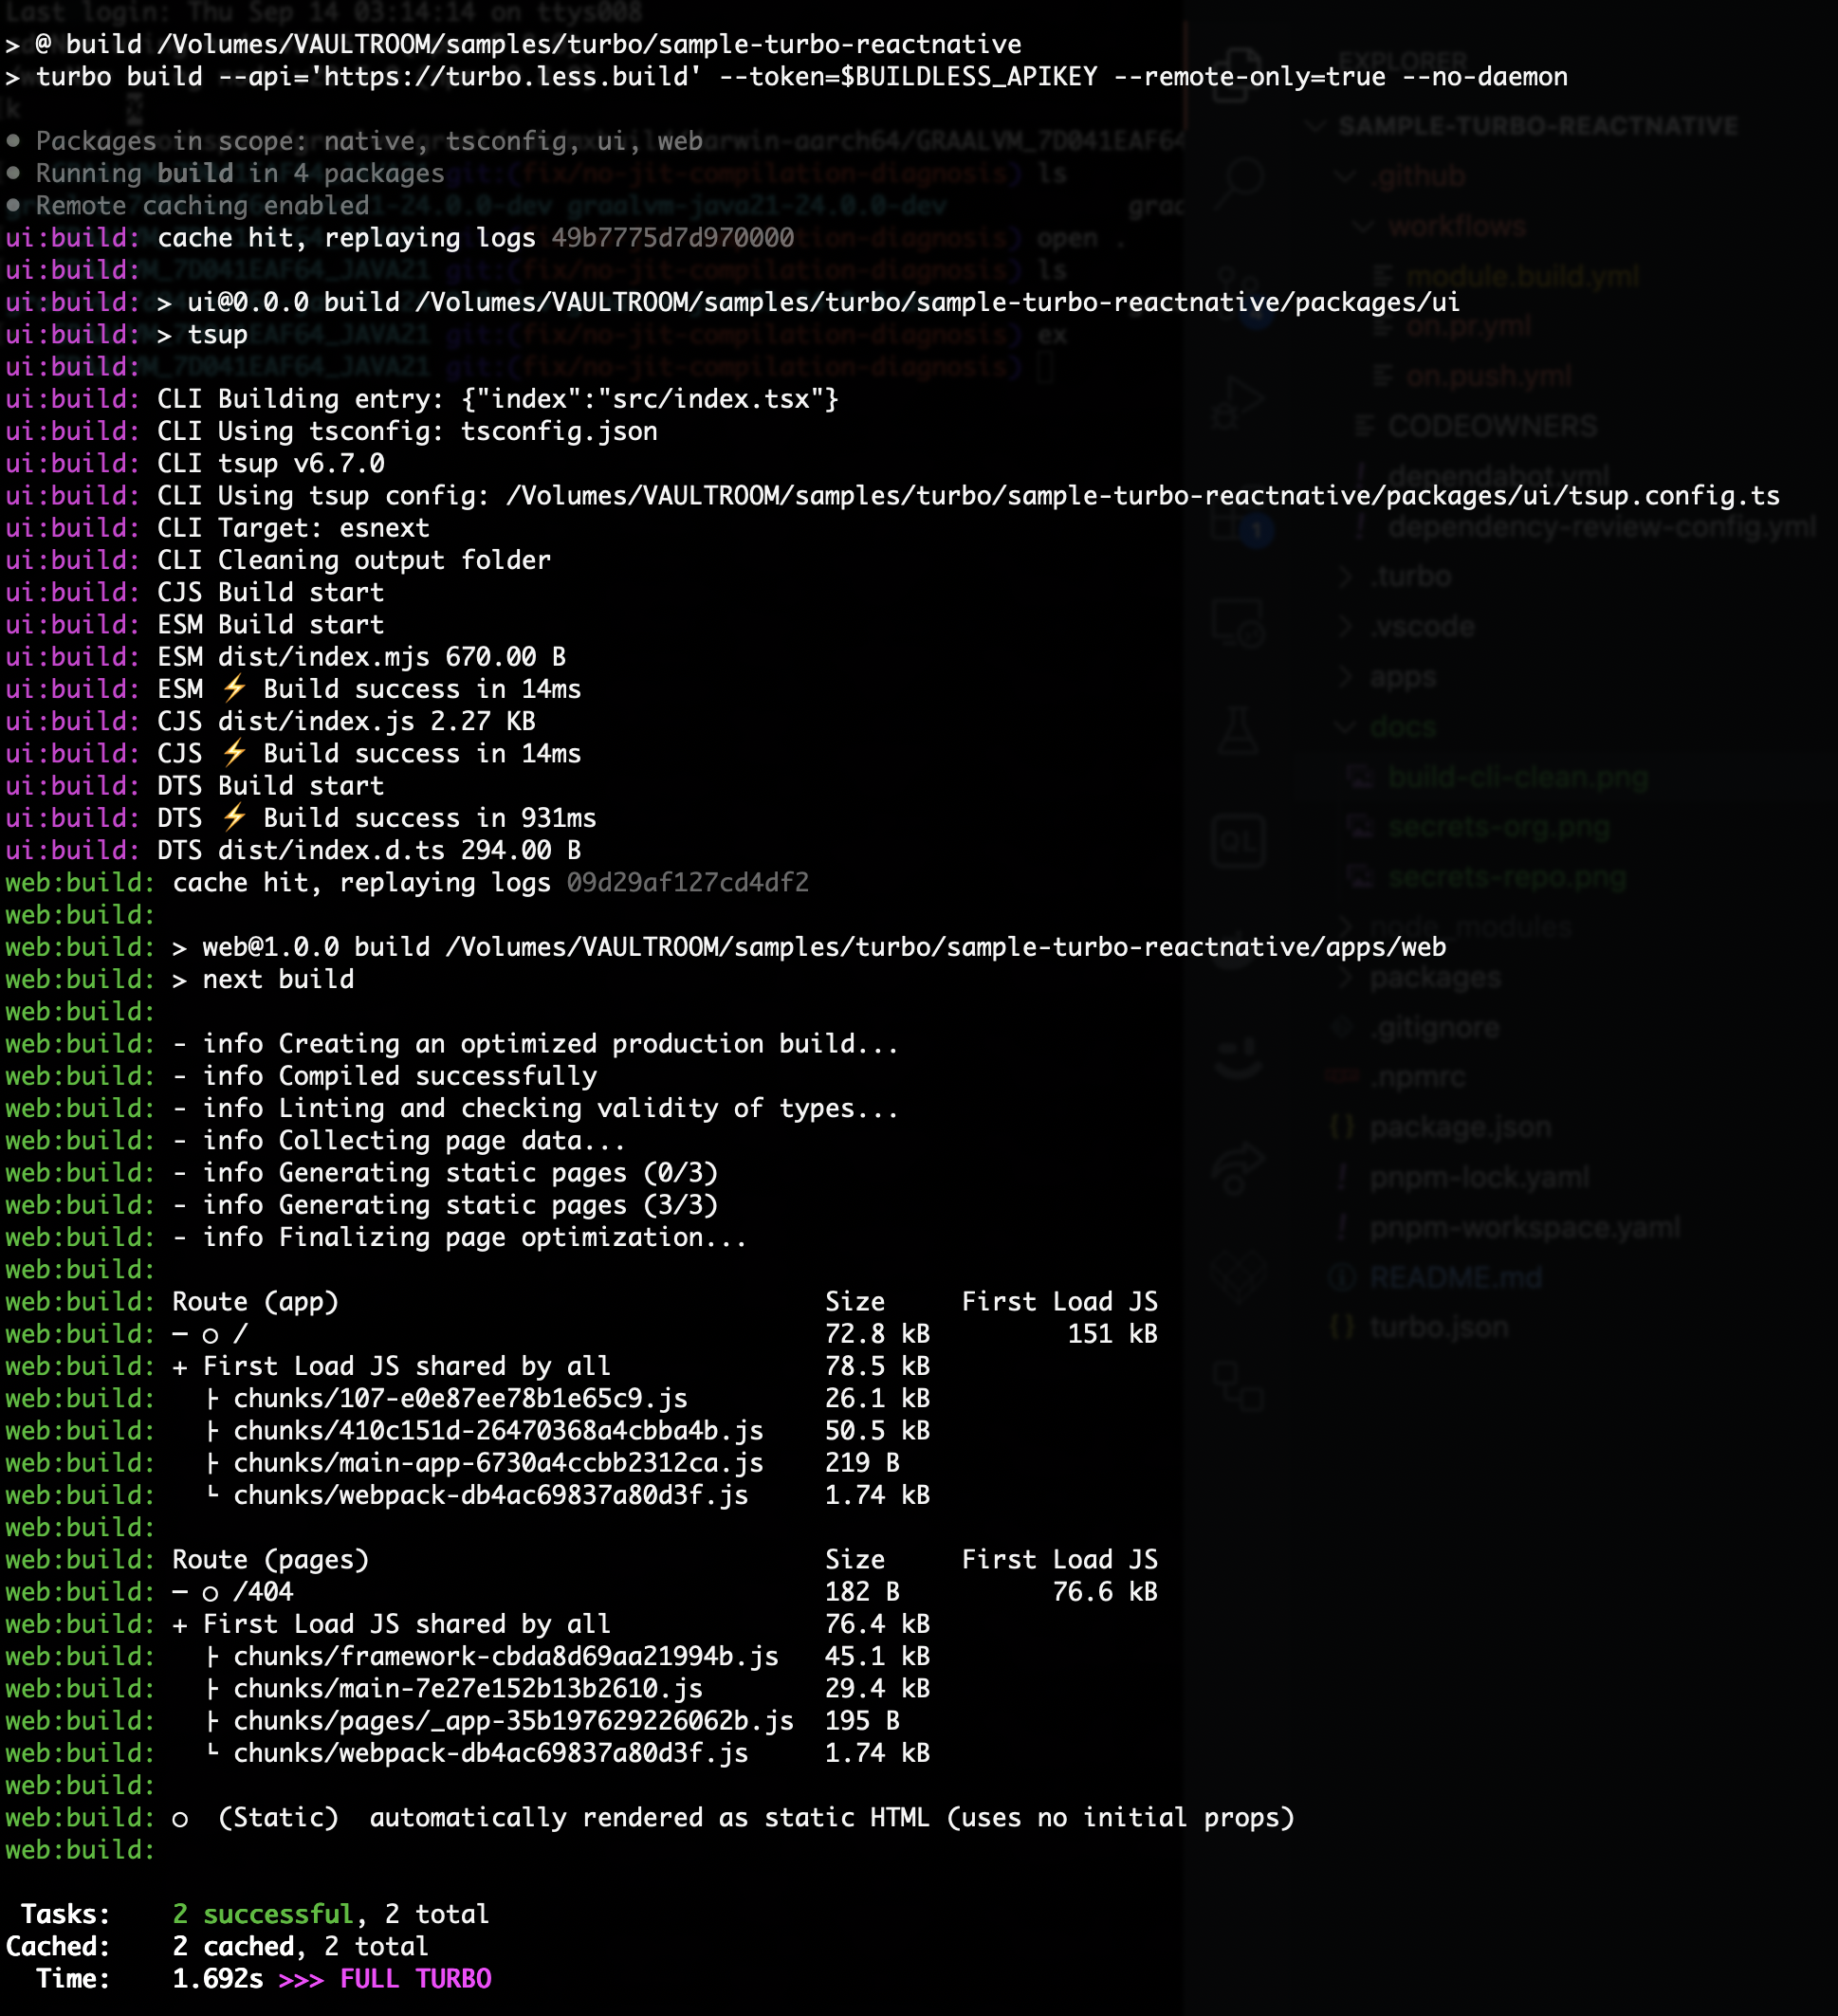 Last login: Thu Sep 14 03:14:14 on ttys008
> @ build /Volumes/VAULTROOM/samples/turbo/sample-turbo-reactnative
> turbo build --api='https://turbo.less.build' --token=$BUILDLESS_APIKEY --remote-only=true --no-daemon
• Packages in scope: native, tsconfig, ui, web
• Running build in 4 packages
• Remote caching enabled
ui:build: cache hit, replaying logs 49b7775d7d970000
ui:build:
ui:build: > ui@0.0.0 build /Volumes/VAULTROOM/samples/turbo/sample-turbo-reactnative/packages/ui
ui:build: > tsup
ui:build:
ui:build: CLI Building entry: {"index":"src/index.tsx"}
ui:build: CLI Using tsconfig: tsconfig.json
ui:build: CLI tsup v6.7.0
ui:build: CLI Using tsup config: /Volumes/VAULTROOM/samples/turbo/sample-turbo-reactnative/packages/ui/tsup.config.ts
ui:build: CLI Target: esnext
ui:build: CLI Cleaning output folder
ui:build: CJS Build start
ui:build: ESM Build start
ui:build: ESM dist/index.mjs 670.00 B
ui:build: ESM ⚡ Build success in 14ms
ui:build: CJS dist/index.js 2.27 KB
ui:build: CJS ⚡ Build success in 14ms
ui:build: DTS Build start
ui:build: DTS ⚡ Build success in 931ms
ui:build: DTS dist/index.d.ts 294.00 B
web:build: cache hit, replaying logs 09d29af127cd4df2
web:build:
web:build: > web@1.0.0 build /Volumes/VAULTROOM/samples/turbo/sample-turbo-reactnative/apps/web
web:build: > next build
web:build:
web:build: - info Creating an optimized production build...
web:build: - info Compiled successfully
web:build: - info Linting and checking validity of types...
web:build: - info Collecting page data...
web:build: - info Generating static pages (0/3)
web:build: - info Generating static pages (3/3)
web:build: - info Finalizing page optimization...
web:build:
web:build: Route (app) Size First Load JS
web:build: ─ ○ / 72.8 kB 151 kB
web:build: + First Load JS shared by all 78.5 kB
web:build: ├ chunks/107-e0e87ee78b1e65c9.js 26.1 kB
web:build: ├ chunks/410c151d-26470368a4cbba4b.js 50.5 kB
web:build: ├ chunks/main-app-6730a4ccbb2312ca.js 219 B
web:build: └ chunks/webpack-db4ac69837a80d3f.js 1.74 kB
web:build:
web:build: Route (pages) Size First Load JS
web:build: ─ ○ /404 182 B 76.6 kB
web:build: + First Load JS shared by all 76.4 kB
web:build: ├ chunks/framework-cbda8d69aa21994b.js 45.1 kB
web:build: ├ chunks/main-7e27e152b13b2610.js 29.4 kB
web:build: ├ chunks/pages/_app-35b197629226062b.js 195 B
web:build: └ chunks/webpack-db4ac69837a80d3f.js 1.74 kB
web:build:
web:build: ○ (Static) automatically rendered as static HTML (uses no initial props)
web:build:
Tasks: 2 successful, 2 total
Cached: 2 cached, 2 total
Time: 1.692s >>> FULL TURBO
EXPLORER
SAMPLE-TURBO-REACTNATIVE
.github
workflows
module.build.yml
on.pr.yml
on.push.yml
CODEOWNERS
dependabot.yml
dependency-review-config.yml
.turbo
.vscode
apps
docs
build-cli-clean.png
secrets-org.png
secrets-repo.png
node_modules
packages
.gitignore
.npmrc
package.json
pnpm-lock.yaml
pnpm-workspace.yaml
README.md
turbo.json